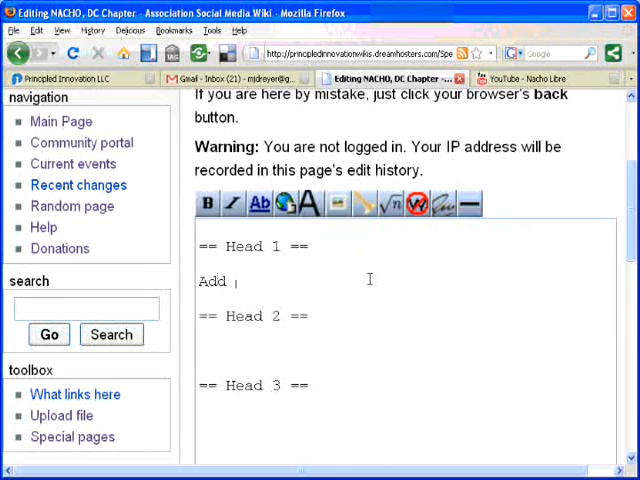 Editing NACHO, DC Chapter - Association Social Media Wiki - Mozilla Firefox
File Edit View History Delicious Bookmarks Tools Help
http://principledinnovationwikis.dreamhosters.com/Spe
Google
Principled Innovation LLC
Gmail - Inbox (21) - mjdreyer@g...
Editing NACHO, DC Chapter -...
YouTube - Nacho Libre
navigation
Main Page
Community portal
Current events
Recent changes
Random page
Help
Donations
search
Go Search
toolbox
What links here
Upload file
Special pages
If you are here by mistake, just click your browser's back
button.
Warning: You are not logged in. Your IP address will be
recorded in this page's edit history.
B I Ab A √n W
== Head 1 ==
Add
== Head 2 ==
== Head 3 ==